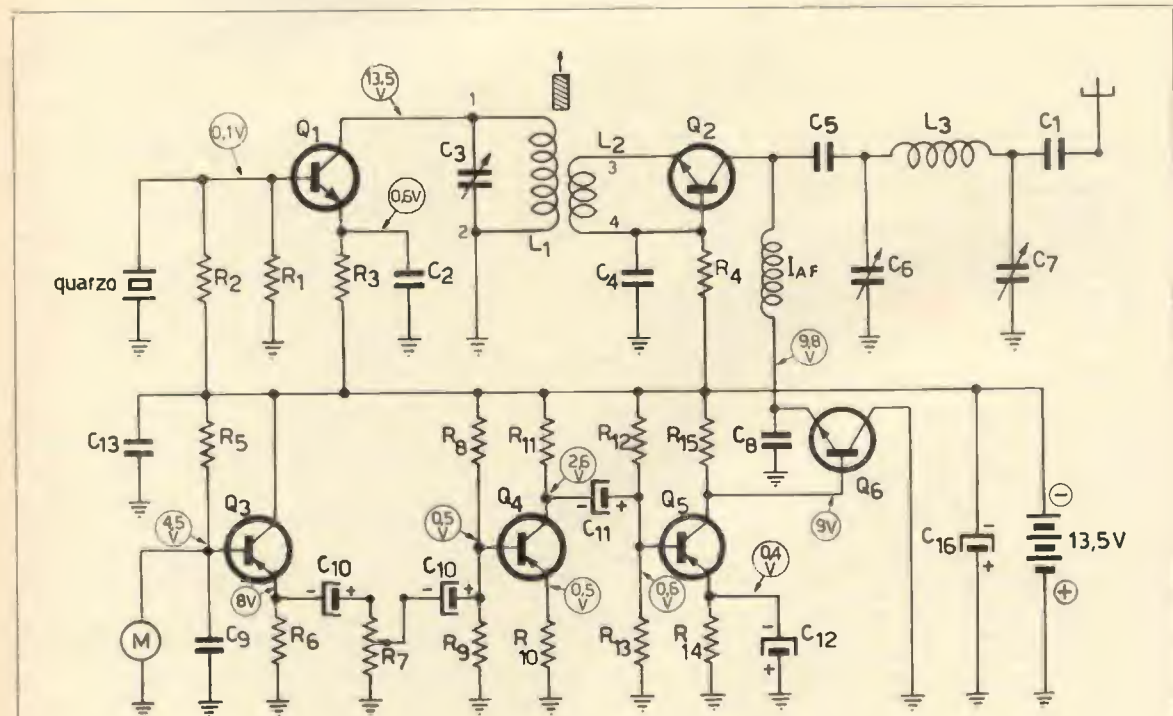 13,5 V
1
0,1V
Q1
C3
L2
3
Q2
C5
L3
C1
0,6V
2
L1
4
quarzo
R2
R1
R3
C2
C4
R4
IAF
C6
C7
9,8 V
C13
R5
R8
R11
R12
R15
C8
Q6
Q3
4,5 V
2,6 V
Q4
0,5 V
C11
Q5
9V
C16
−
13,5V
+
M
C9
8V
C10
C10
0,5 V
0,6 V
0,4 V
R6
R7
R9
R10
R13
R14
C12